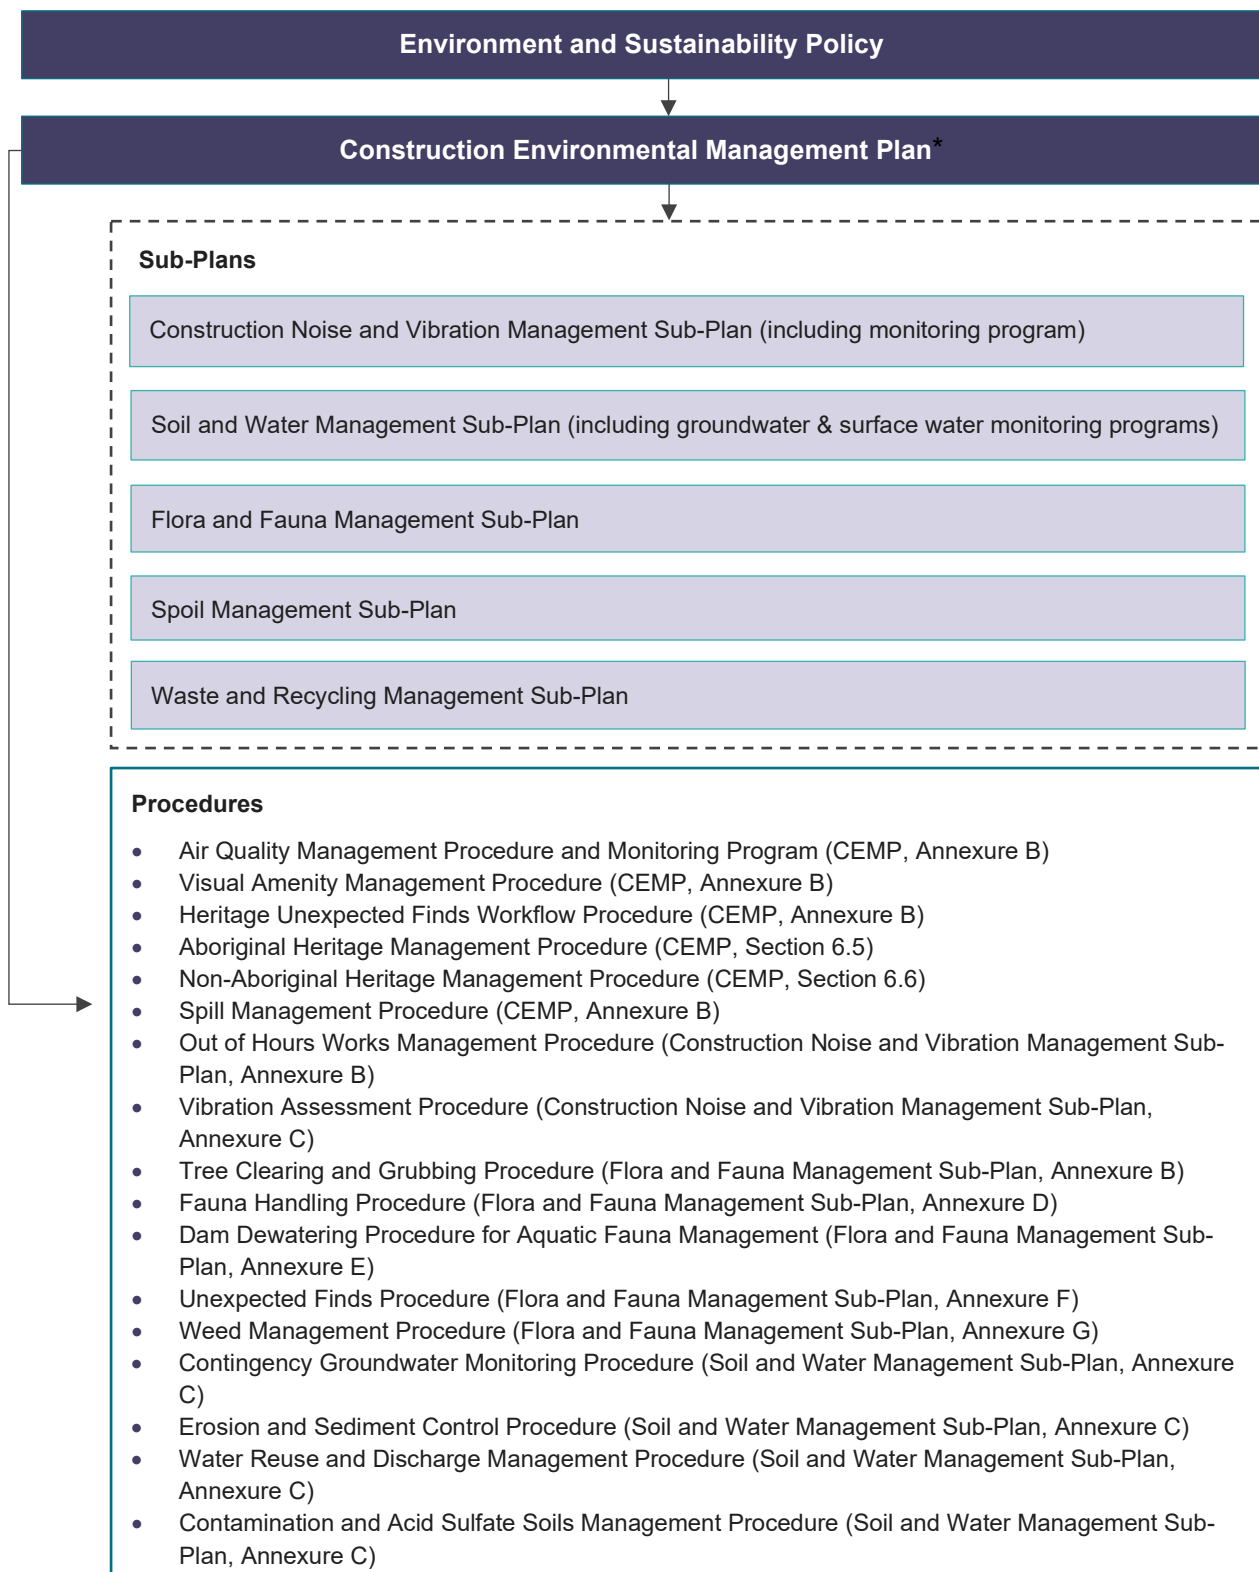 Environment and Sustainability Policy
Construction Environmental Management Plan*
Sub-Plans
Construction Noise and Vibration Management Sub-Plan (including monitoring program)
Soil and Water Management Sub-Plan (including groundwater & surface water monitoring programs)
Flora and Fauna Management Sub-Plan
Spoil Management Sub-Plan
Waste and Recycling Management Sub-Plan
Procedures
• Air Quality Management Procedure and Monitoring Program (CEMP, Annexure B)
• Visual Amenity Management Procedure (CEMP, Annexure B)
• Heritage Unexpected Finds Workflow Procedure (CEMP, Annexure B)
• Aboriginal Heritage Management Procedure (CEMP, Section 6.5)
• Non-Aboriginal Heritage Management Procedure (CEMP, Section 6.6)
• Spill Management Procedure (CEMP, Annexure B)
• Out of Hours Works Management Procedure (Construction Noise and Vibration Management Sub-
Plan, Annexure B)
• Vibration Assessment Procedure (Construction Noise and Vibration Management Sub-Plan,
Annexure C)
• Tree Clearing and Grubbing Procedure (Flora and Fauna Management Sub-Plan, Annexure B)
• Fauna Handling Procedure (Flora and Fauna Management Sub-Plan, Annexure D)
• Dam Dewatering Procedure for Aquatic Fauna Management (Flora and Fauna Management Sub-
Plan, Annexure E)
• Unexpected Finds Procedure (Flora and Fauna Management Sub-Plan, Annexure F)
• Weed Management Procedure (Flora and Fauna Management Sub-Plan, Annexure G)
• Contingency Groundwater Monitoring Procedure (Soil and Water Management Sub-Plan, Annexure
C)
• Erosion and Sediment Control Procedure (Soil and Water Management Sub-Plan, Annexure C)
• Water Reuse and Discharge Management Procedure (Soil and Water Management Sub-Plan,
Annexure C)
• Contamination and Acid Sulfate Soils Management Procedure (Soil and Water Management Sub-
Plan, Annexure C)